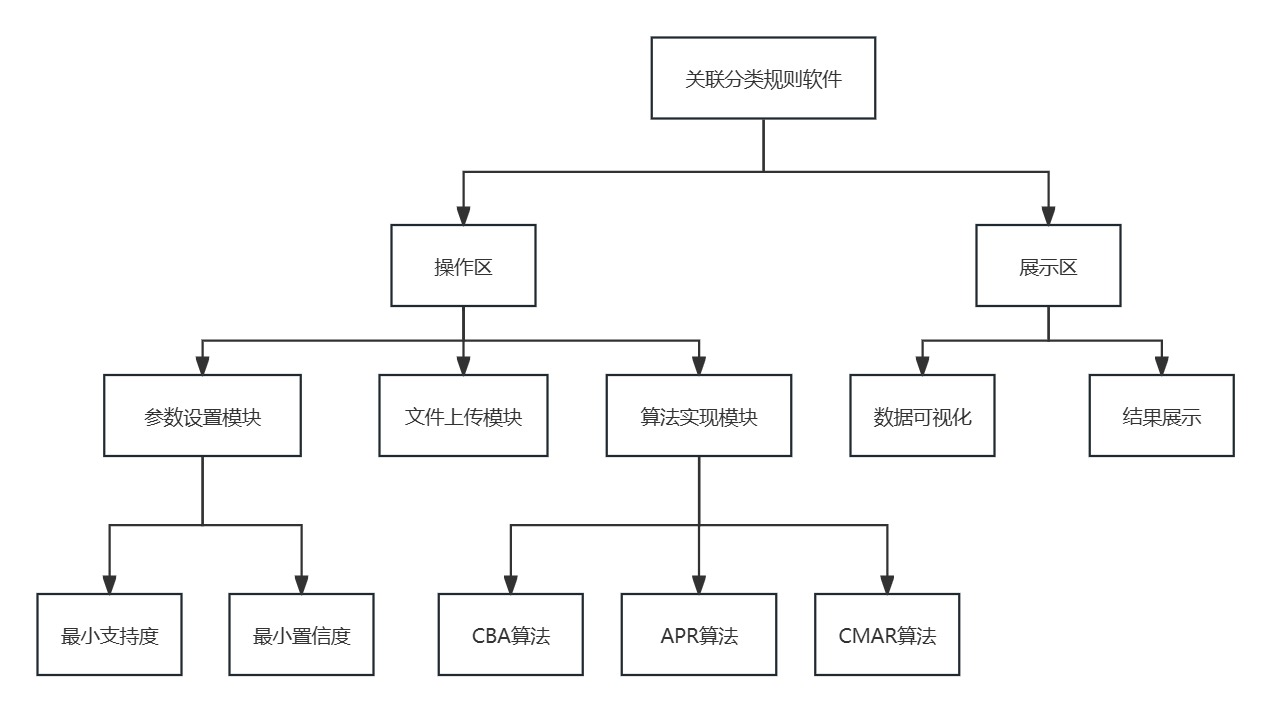 关联分类规则软件
操作区
展示区
参数设置模块
文件上传模块
算法实现模块
数据可视化
结果展示
最小支持度
最小置信度
CBA算法
APR算法
CMAR算法